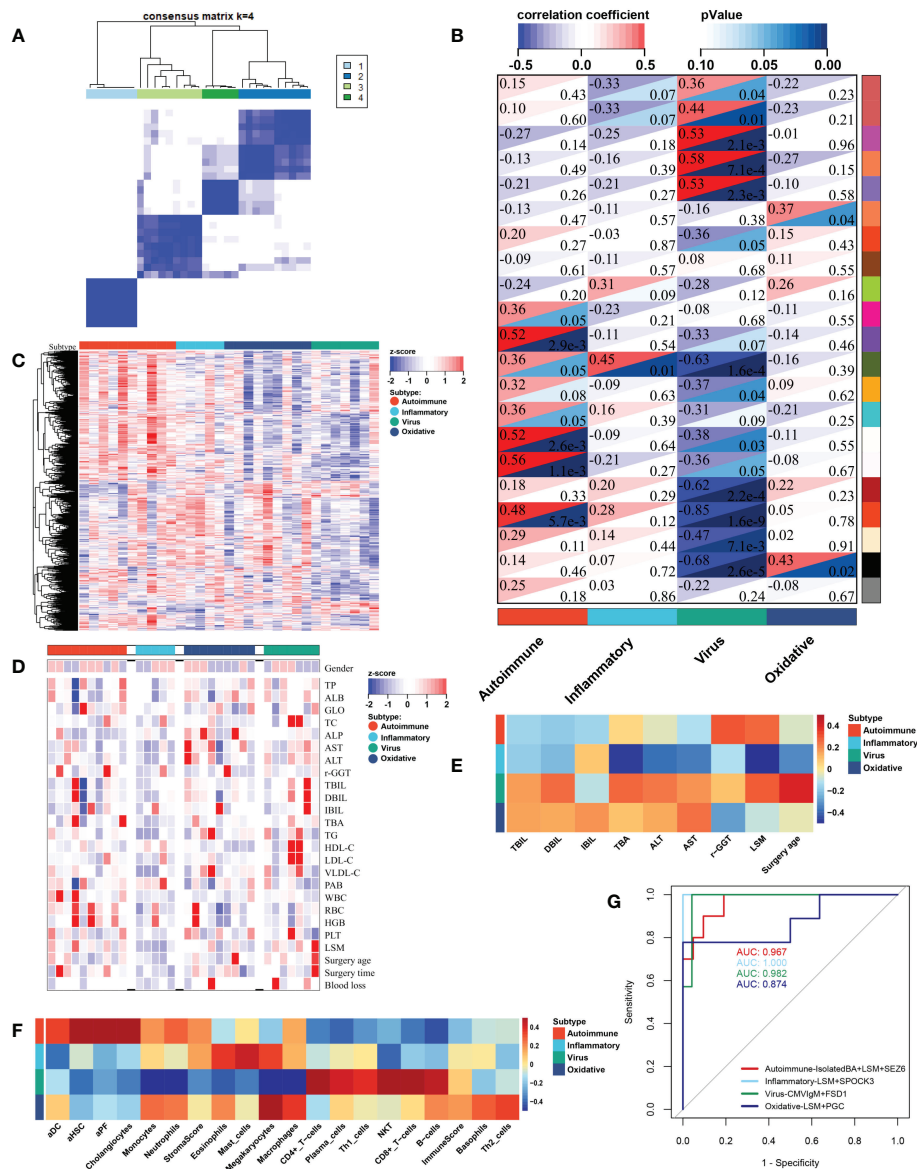 A
consensus matrix k=4
1
2
3
4
B
correlation coefficient
-0.5 0.0 0.5
pValue
0.10 0.05 0.00
0.15 0.43 -0.33 0.07 0.36 0.04 -0.22 0.23
0.10 0.60 -0.33 0.07 0.44 0.01 -0.23 0.21
-0.27 0.14 -0.25 0.18 0.53 2.1e-3 -0.01 0.96
-0.13 0.49 -0.16 0.39 0.58 7.1e-4 -0.27 0.15
-0.21 0.26 -0.21 0.27 0.53 2.3e-3 -0.10 0.58
-0.13 0.47 -0.11 0.57 -0.16 0.38 0.37 0.04
0.20 0.27 -0.03 0.87 -0.36 0.05 0.15 0.43
-0.09 0.61 -0.11 0.57 0.08 0.68 0.11 0.55
-0.24 0.20 0.31 0.09 -0.28 0.12 0.26 0.16
0.36 0.05 -0.23 0.21 -0.08 0.68 -0.11 0.55
0.52 2.9e-3 -0.11 0.54 -0.33 0.07 -0.14 0.46
0.36 0.05 0.45 0.01 -0.63 1.6e-4 -0.16 0.39
0.32 0.08 -0.09 0.63 -0.37 0.04 0.09 0.62
0.36 0.05 0.16 0.39 -0.31 0.09 -0.21 0.25
0.52 2.6e-3 -0.09 0.64 -0.38 0.03 -0.11 0.55
0.56 1.1e-3 -0.21 0.27 -0.36 0.05 -0.08 0.67
0.18 0.33 0.20 0.29 -0.62 2.2e-4 0.22 0.23
0.48 5.7e-3 0.28 0.12 -0.85 1.6e-9 0.05 0.78
0.29 0.11 0.14 0.44 -0.47 7.1e-3 0.02 0.91
0.14 0.46 0.07 0.72 -0.68 2.6e-5 0.43 0.02
0.25 0.18 0.03 0.86 -0.22 0.24 -0.08 0.67
Autoimmune
Inflammatory
Virus
Oxidative
C
Subtype
z-score
-2 -1 0 1 2
Subtype:
Autoimmune
Inflammatory
Virus
Oxidative
D
Gender
TP
ALB
GLO
TC
ALP
AST
ALT
r-GGT
TBIL
DBIL
IBIL
TBA
TG
HDL-C
LDL-C
VLDL-C
PAB
WBC
RBC
HGB
PLT
LSM
Surgery age
Surgery time
Blood loss
z-score
-2 -1 0 1 2
Subtype:
Autoimmune
Inflammatory
Virus
Oxidative
E
TBIL
DBIL
IBIL
TBA
ALT
AST
r-GGT
LSM
Surgery age
0.4
0.2
0
-0.2
-0.4
Subtype
Autoimmune
Inflammatory
Virus
Oxidative
F
aDC
aHSC
aPF
Cholangiocytes
Monocytes
Neutrophils
StromaScore
Eosinophils
Mast_cells
Megakaryocytes
Macrophages
CD4+_T-cells
Plasma_cells
Th1_cells
NKT
CD8+_T-cells
B-cells
ImmuneScore
Basophils
Th2_cells
0.4
0.2
0
-0.2
-0.4
Subtype
Autoimmune
Inflammatory
Virus
Oxidative
G
Sensitivity
0.0
0.2
0.4
0.6
0.8
1.0
AUC: 0.967
AUC: 1.000
AUC: 0.982
AUC: 0.874
Autoimmune-IsolatedBA+LSM+SEZ6
Inflammatory-LSM+SPOCK3
Virus-CMVIgM+FSD1
Oxidative-LSM+PGC
0.0 0.2 0.4 0.6 0.8 1.0
1 - Specificity